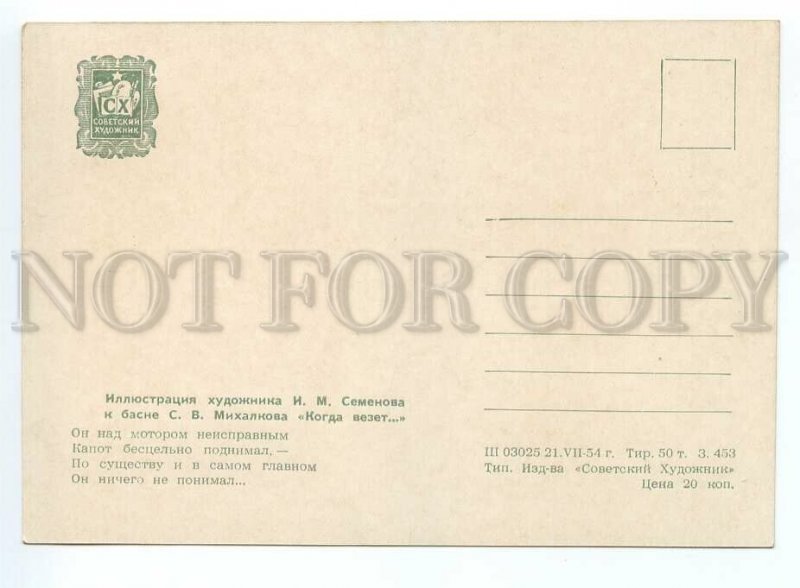 СХ
СОВЕТСКИЙ
ХУДОЖНИК
NOT FOR COPY
Иллюстрация художника И. М. Семенова
к басне С. В. Михалкова «Когда везет...»
Он над мотором неисправным
Капот бесцельно поднимал, —
По существу и в самом главном
Он ничего не понимал...
Ш 03025 21.VII-54 г. Тир. 50 т. З. 453
Тип. Изд-ва «Советский Художник»
Цена 20 коп.